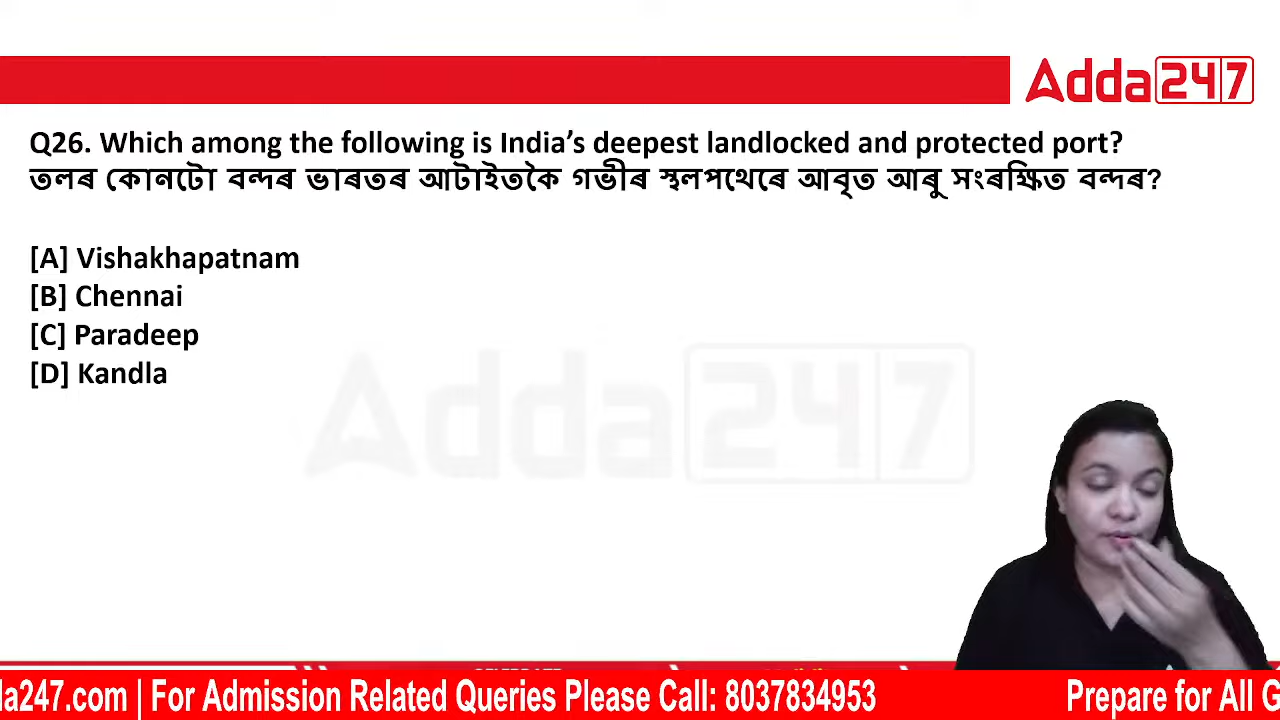 Adda247
Q26. Which among the following is India’s deepest landlocked and protected port?
তলৰ কোনটো বন্দৰ ভাৰতৰ আটাইতকৈ গভীৰ স্থলপথেৰে আবৃত আৰু সংৰক্ষিত বন্দৰ?
[A] Vishakhapatnam
[B] Chennai
[C] Paradeep
[D] Kandla
Adda247
da247.com | For Admission Related Queries Please Call: 8037834953 Prepare for All G